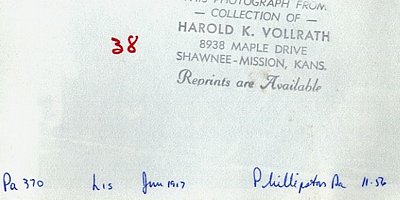 THIS PHOTOGRAPH FROM
— COLLECTION OF —
HAROLD K. VOLLRATH
8938 MAPLE DRIVE
SHAWNEE-MISSION, KANS.
Reprints are Available
38
Pa 370 Lis Jun 1917 Phillipston Pa 11-56